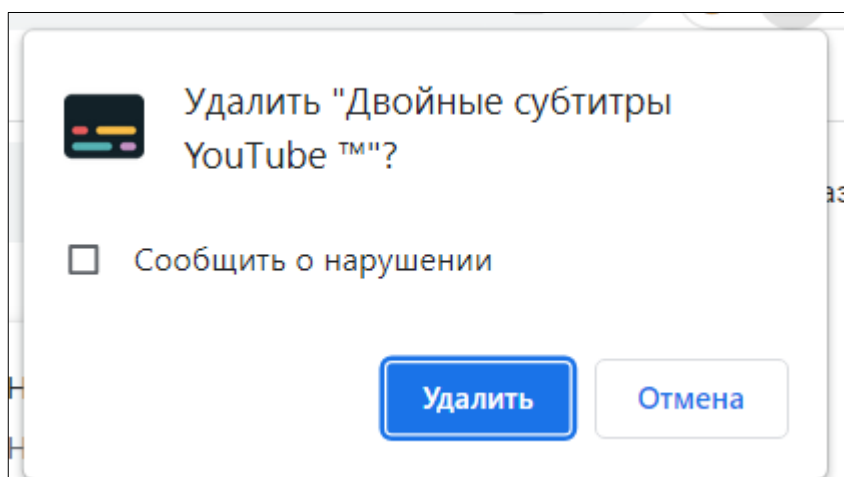 Удалить "Двойные субтитры
YouTube ™"?
Сообщить о нарушении
Удалить
Отмена